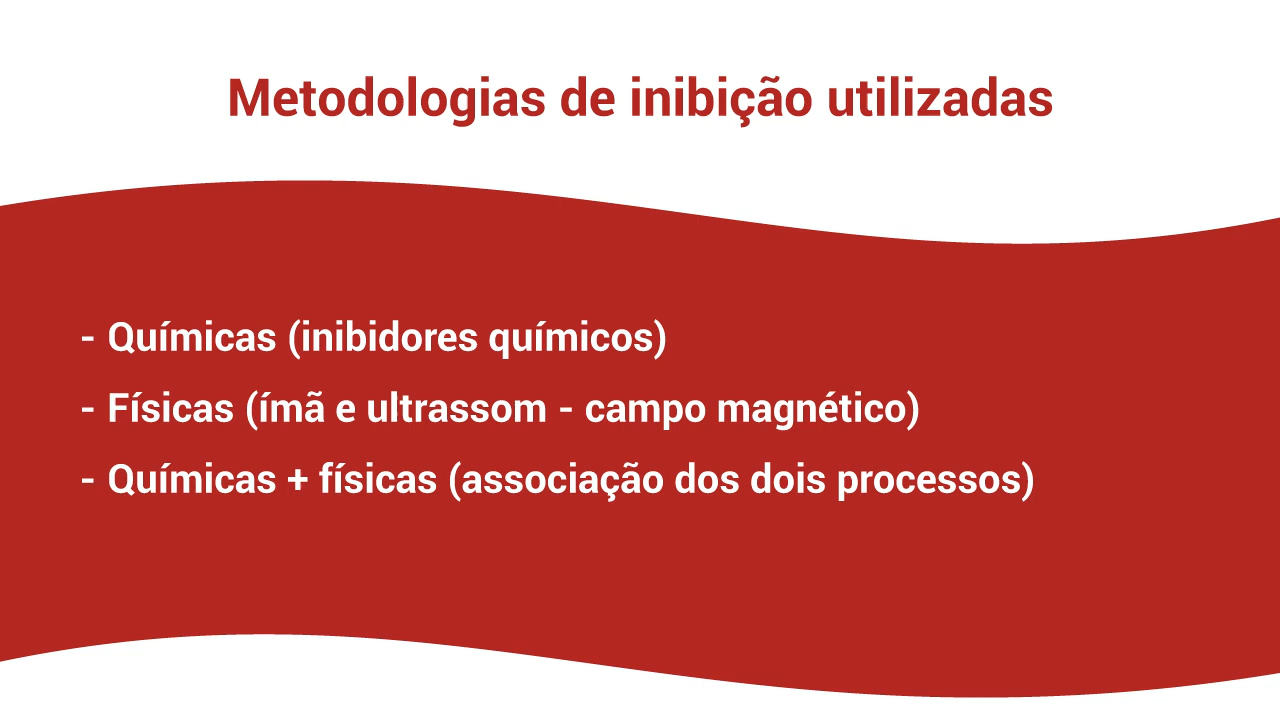 Metodologias de inibição utilizadas
- Químicas (inibidores químicos)
- Físicas (ímã e ultrassom - campo magnético)
- Químicas + físicas (associação dos dois processos)